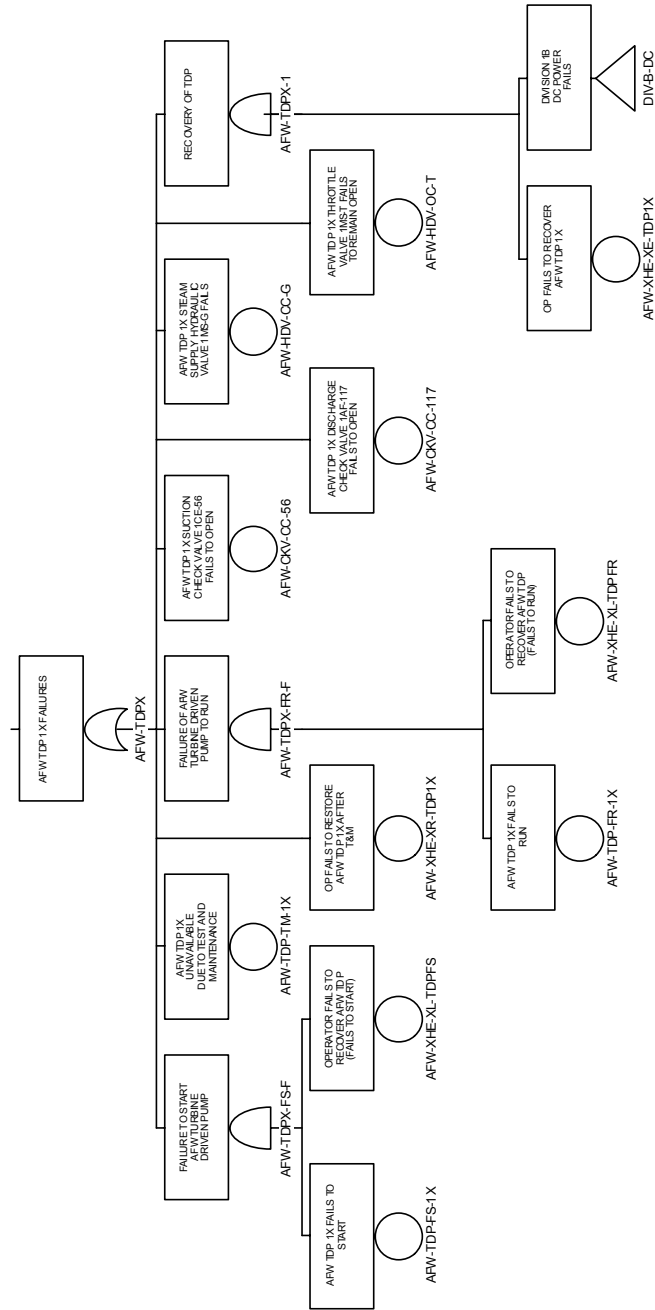 AFW TDP 1X FAILURES
AFW-TDPX
FAILURE TO START
AFW TURBINE
DRIVEN PUMP
AFW-TDPX-FS-F
AFW TDP 1X
UNAVAILABLE
DUE TO TEST AND
MAINTENANCE
AFW-TDP-TM-1X
FAILURE OF AFW
TURBINE DRIVEN
PUMP TO RUN
AFW-TDPX-FR-F
AFW TDP 1X SUCTION
CHECK VALVE 1CE-56
FAILS TO OPEN
AFW-CKV-CC-56
AFW TDP 1X STEAM
SUPPLY HYDRAULIC
VALVE 1MS-G FAILS
AFW-HDV-CC-G
RECOVERY OF TDP
AFW-TDPX-1
AFW TDP 1X FAILS TO
START
AFW-TDP-FS-1X
OPERATOR FAILS TO
RECOVER AFW TDP
(FAILS TO START)
AFW-XHE-XL-TDPFS
OP FAILS TO RESTORE
AFW TDP 1X AFTER
T&M
AFW-XHE-XR-TDP1X
AFW TDP 1X DISCHARGE
CHECK VALVE 1AF-117
FAILS TO OPEN
AFW-CKV-CC-117
AFW TDP 1X THROTTLE
VALVE 1MS-T FAILS
TO REMAIN OPEN
AFW-HDV-OC-T
AFW TDP 1X FAILS TO
RUN
AFW-TDP-FR-1X
OPERATOR FAILS TO
RECOVER AFW TDP
(FAILS TO RUN)
AFW-XHE-XL-TDPFR
OP FAILS TO RECOVER
AFW TDP 1X
AFW-XHE-XE-TDP1X
DIVISION 1B
DC POWER
FAILS
DIV-B-DC